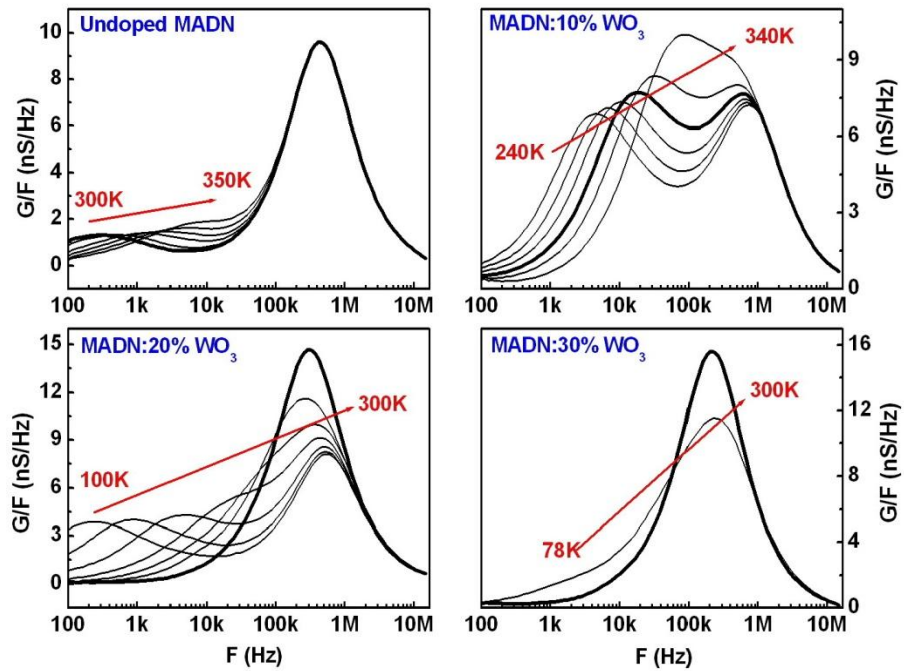 Undoped MADN
G/F (nS/Hz)
10
8
6
4
2
0
300K
350K
100 1k 10k 100k 1M 10M
MADN:10% WO₃
340K
240K
9
6
3
0
G/F (nS/Hz)
100 1k 10k 100k 1M 10M
MADN:20% WO₃
G/F (nS/Hz)
15
12
9
6
3
0
300K
100K
100 1k 10k 100k 1M 10M
F (Hz)
MADN:30% WO₃
300K
78K
16
12
8
4
0
G/F (nS/Hz)
100 1k 10k 100k 1M 10M
F (Hz)